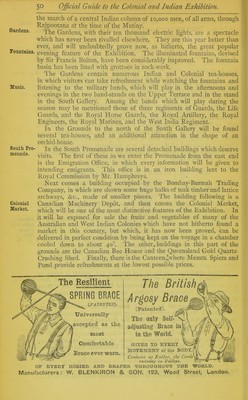 50 Official Guide to the Colonial and Indian Exhibition.
the march of a central Indian column of 12,000 men, of all arms, through
Rajpootana at the time of the Mutiny.
Gardens. The Gardens, with their ten thousand electric lights, are a spectacle
which has never been rivalled elsewhere. They are this year better than
ever, and will undoubtedly prove now, as hitherto, the great popular
Fountains. evening feature of the Exhibition. The illuminated fountains, devised
by Sir Francis Bolton, have been considerably improved. The fountain
basin has been lined with grottoes in rock-work.
The Gardens contain numerous Indian and Colonial tea-houses,
in which visitors can take refreshment while watching the fountains and
Music. listening to the military bands, which will play in the afternoons and
evenings in the two band-stands on the Upper Terrace and in the stand
in the South Gallery. Among the bands which will play during the
season may be mentioned those of three regiments of Guards, the Life
Guards, and the Royal Horse Guards, the Royal Artillery, the Royal
Engineers, the Royal Marines, and the West India Regiment.
In the Grounds to the north of the South Gallery will be found
several tea-houses, and an additional attraction in the shape of an
orchid-house.
South Pro-
menade. In the South Promenade are several detached buildings which deserve
visits. The first of these as we enter the Promenade from the east end
is the Emigration Office, in which every information will be given to
intending emigrants. This office is an iron building lent to the
Royal Commission by Mr. Humphreys.
Next comes a building occupied by the Bombay-Burmah Trading
Company, in which are shown some huge balks of teak timber and lattice
archways, &c., made of smaller pieces. The building following is a
Colonial
Market. Canadian Machinery Depôt, and then comes the Colonial Market,
which will be one of the most distinctive features of the Exhibition. In
it will be exposed for sale the fruits and vegetables of many of the
Australian and West Indian Colonies which have not hitherto found a
market in this country, but which, it has now been proved, can be
delivered in perfect condition by being kept on the voyage in a chamber
cooled down to about 40°. The other buildings in this part of the
grounds are the Canadian Bee House and the Queensland Gold Quartz-
Crushing Shed. Finally, there is the Canteen, where Messrs. Spiers and
Pond provide refreshments at the lowest possible prices.
The Resilient
SPRING BRACE
(PATENTED).
Universally
accepted as the
most
Comfortable
Brace ever worn.
The British
Argosy Brace
(Patented).
The only Self-
adjusting Brace in
in the World.
GIVES TO EVERY
MOVEMENT of the BODY.
OF EVERY HOSIER AND DRAPER THROUGHOUT THE WORLD.
Manufacturers: W. BLENKIRON & SON, 123, Wood Street, London.